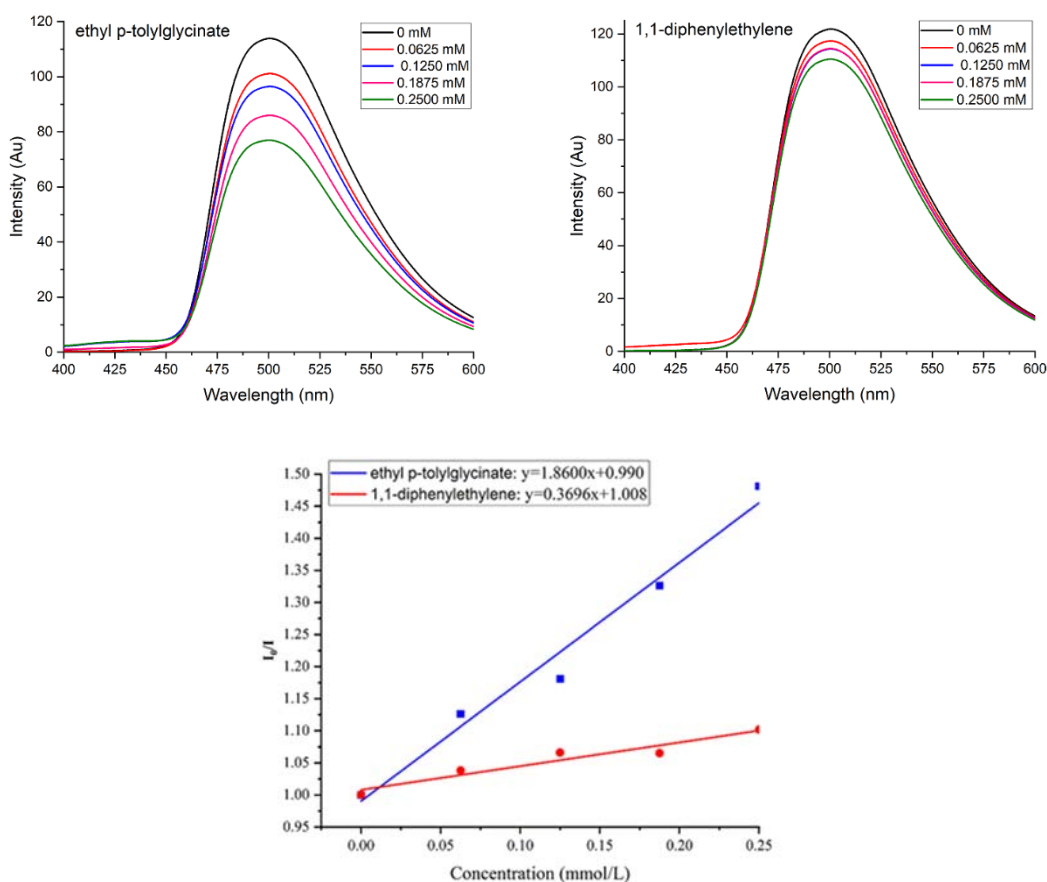 ethyl p-tolylglycinate
0 mM
0.0625 mM
0.1250 mM
0.1875 mM
0.2500 mM
Intensity (Au)
120
100
80
60
40
20
0
400 425 450 475 500 525 550 575 600
Wavelength (nm)
1,1-diphenylethylene
0 mM
0.0625 mM
0.1250 mM
0.1875 mM
0.2500 mM
Intensity (Au)
120
100
80
60
40
20
0
400 425 450 475 500 525 550 575 600
Wavelength (nm)
ethyl p-tolylglycinate: y=1.8600x+0.990
1,1-diphenylethylene: y=0.3696x+1.008
I₀/I
1.50
1.45
1.40
1.35
1.30
1.25
1.20
1.15
1.10
1.05
1.00
0.95
0.00 0.05 0.10 0.15 0.20 0.25
Concentration (mmol/L)